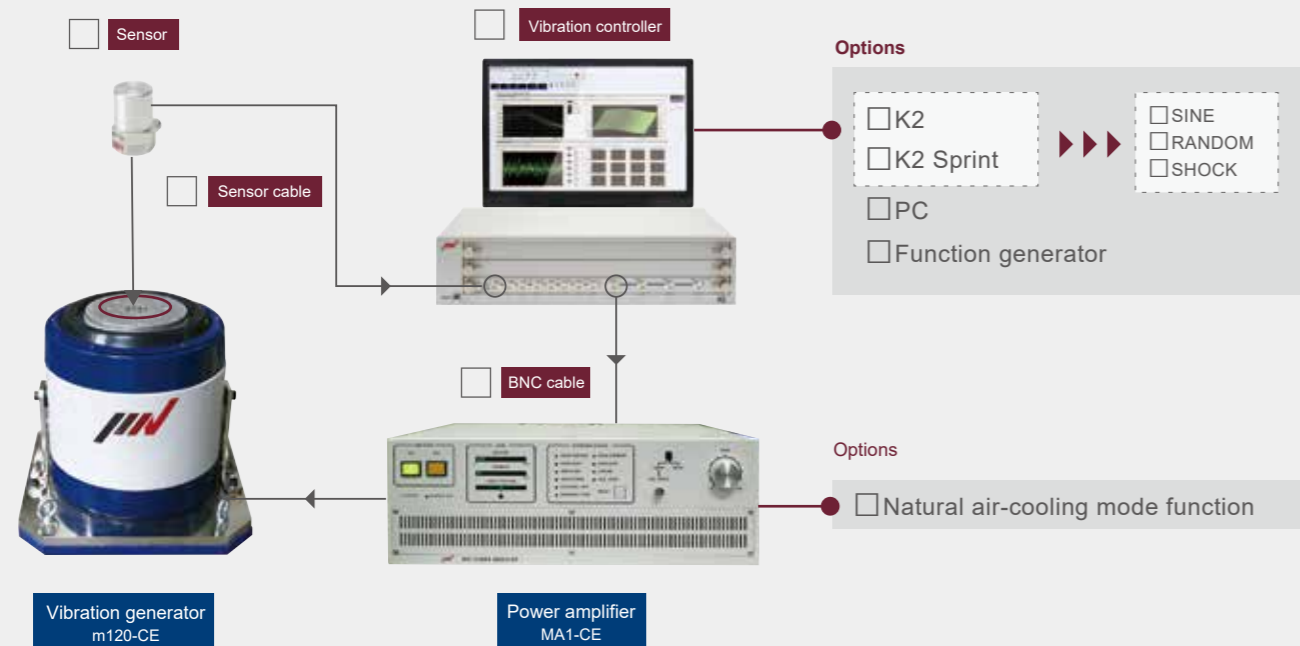 Sensor
Vibration controller
Options
K2
K2 Sprint
SINE
RANDOM
SHOCK
PC
Function generator
Sensor cable
BNC cable
Options
Natural air-cooling mode function
Vibration generator
m120-CE
Power amplifier
MA1-CE